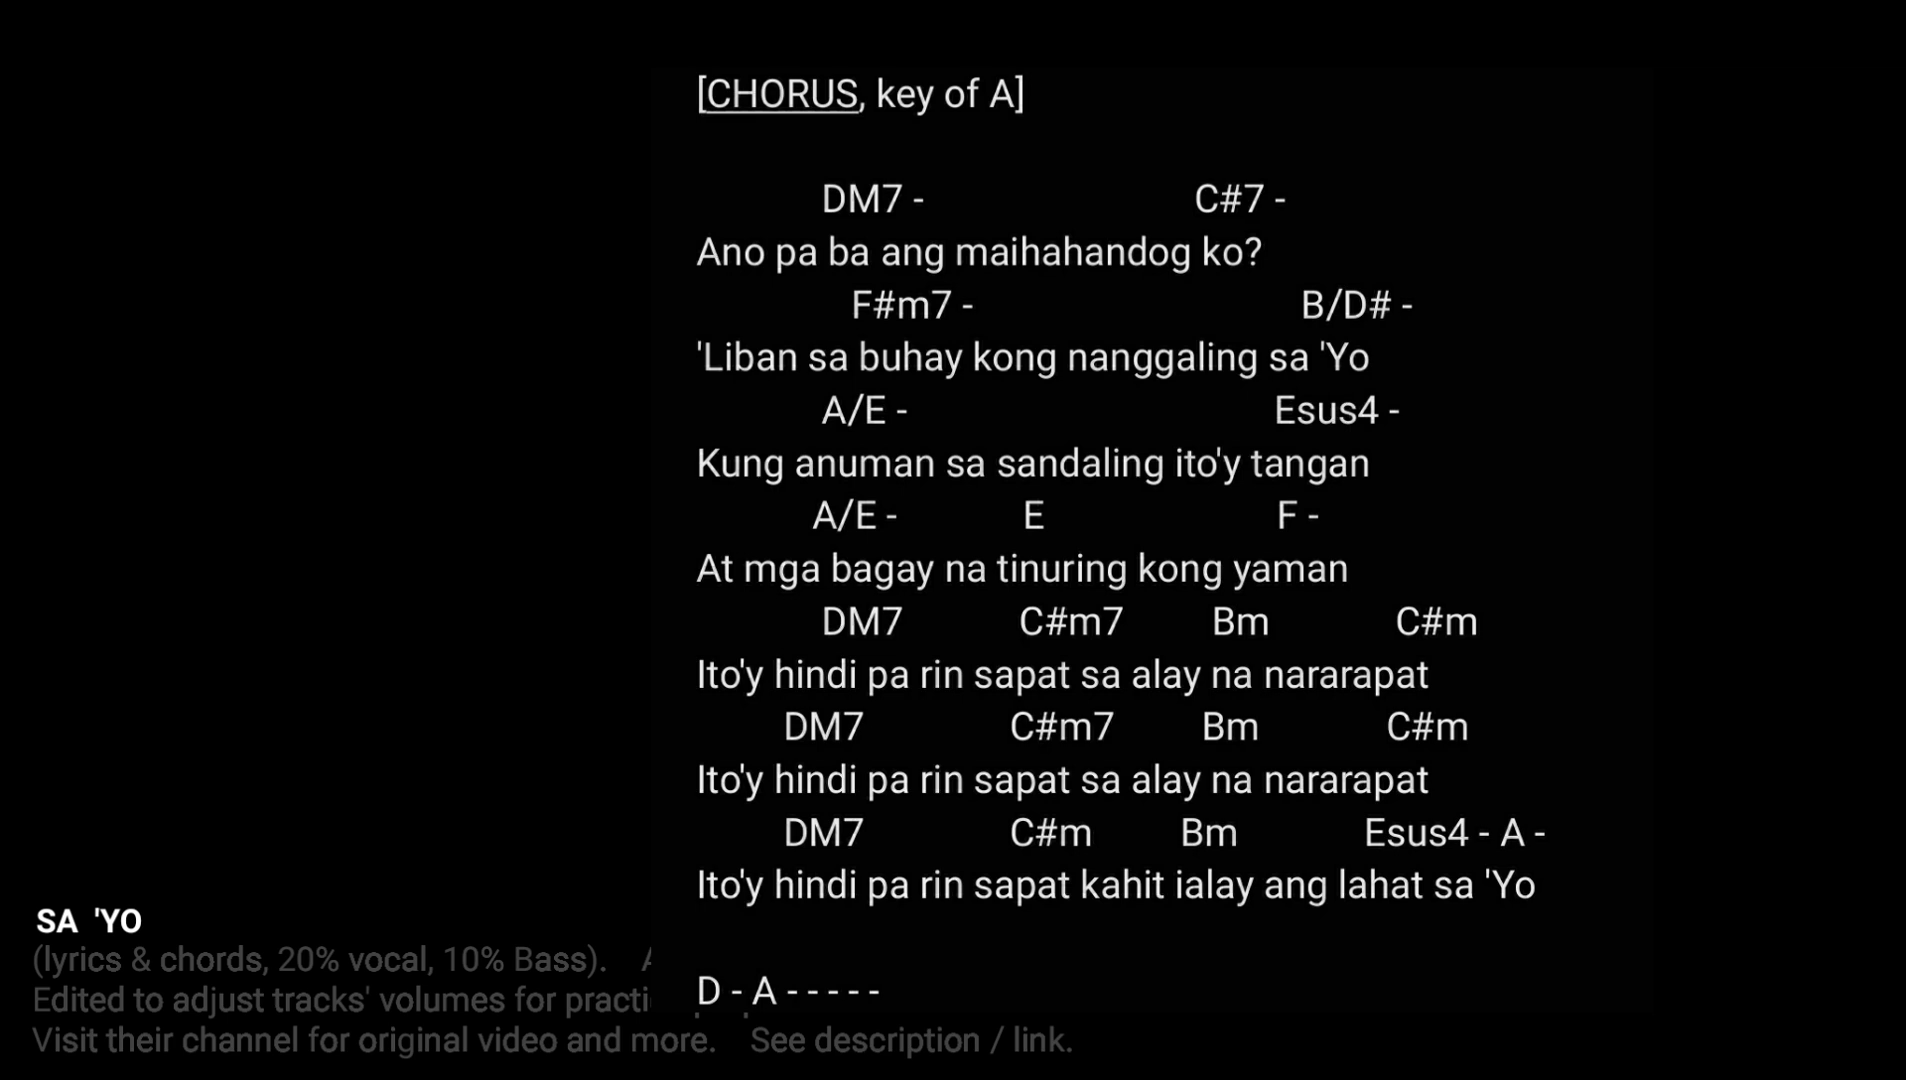 [CHORUS, key of A]
DM7 - C#7 -
Ano pa ba ang maihahandog ko?
F#m7 - B/D# -
'Liban sa buhay kong nanggaling sa 'Yo
A/E - Esus4 -
Kung anuman sa sandaling ito'y tangan
A/E - E F -
At mga bagay na tinuring kong yaman
DM7 C#m7 Bm C#m
Ito'y hindi pa rin sapat sa alay na nararapat
DM7 C#m7 Bm C#m
Ito'y hindi pa rin sapat sa alay na nararapat
DM7 C#m Bm Esus4 - A -
Ito'y hindi pa rin sapat kahit ialay ang lahat sa 'Yo
D - A - - - - -
SA 'YO
(lyrics & chords, 20% vocal, 10% Bass).
Edited to adjust tracks' volumes for
Visit their channel for original video and more. See description / link.